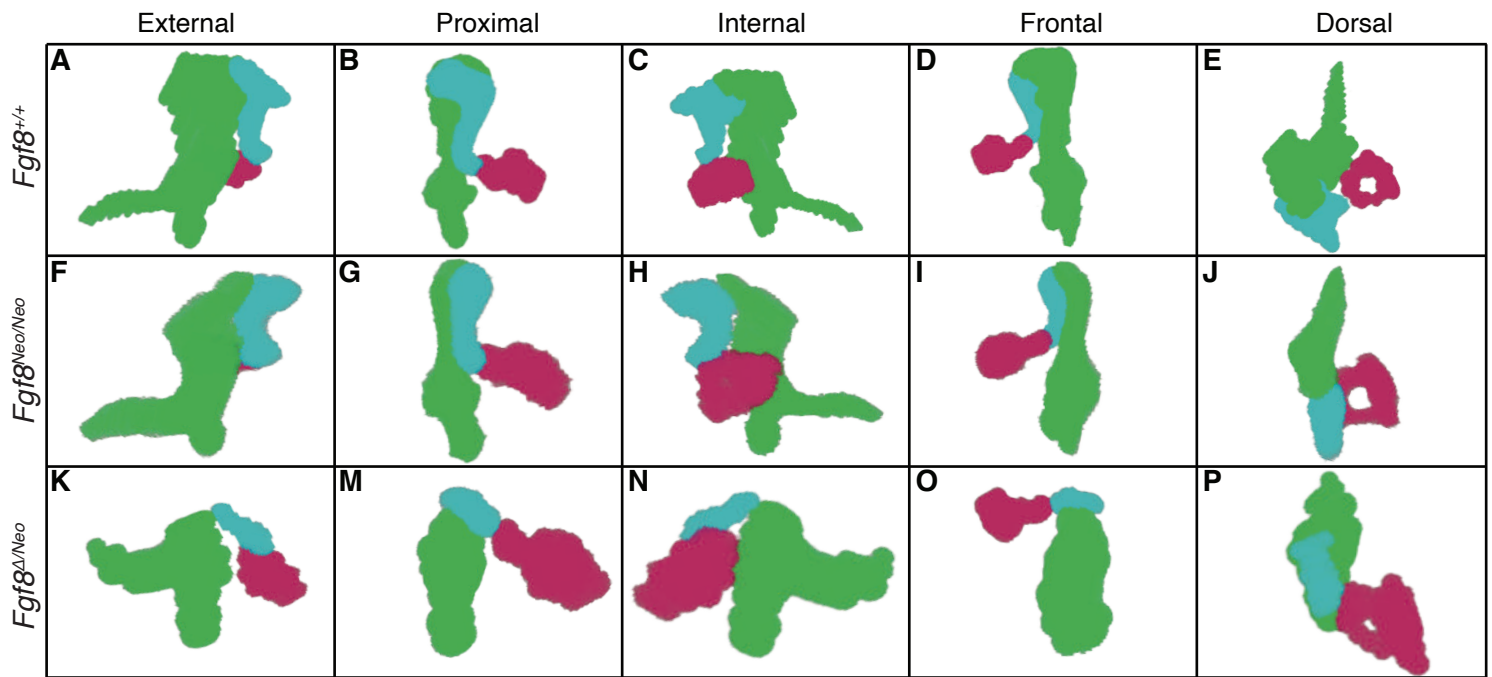 External Proximal Internal Frontal Dorsal
Fgf8+/+
A B C D E
Fgf8Neo/Neo
F G H I J
Fgf8Δ/Neo
K M N O P